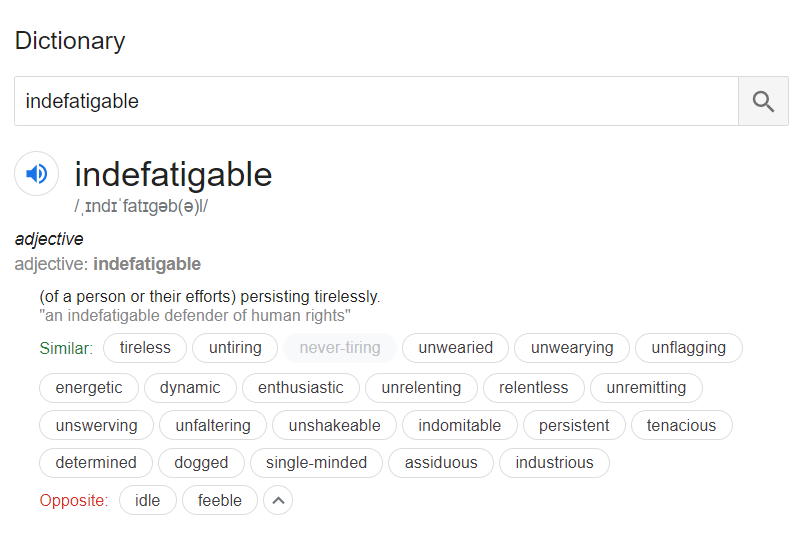 Dictionary
indefatigable
indefatigable
/ˌɪndɪˈfatɪɡəb(ə)l/
adjective
adjective: indefatigable
(of a person or their efforts) persisting tirelessly.
"an indefatigable defender of human rights"
Similar: tireless untiring never-tiring unwearied unwearying unflagging
energetic dynamic enthusiastic unrelenting relentless unremitting
unswerving unfaltering unshakeable indomitable persistent tenacious
determined dogged single-minded assiduous industrious
Opposite: idle feeble